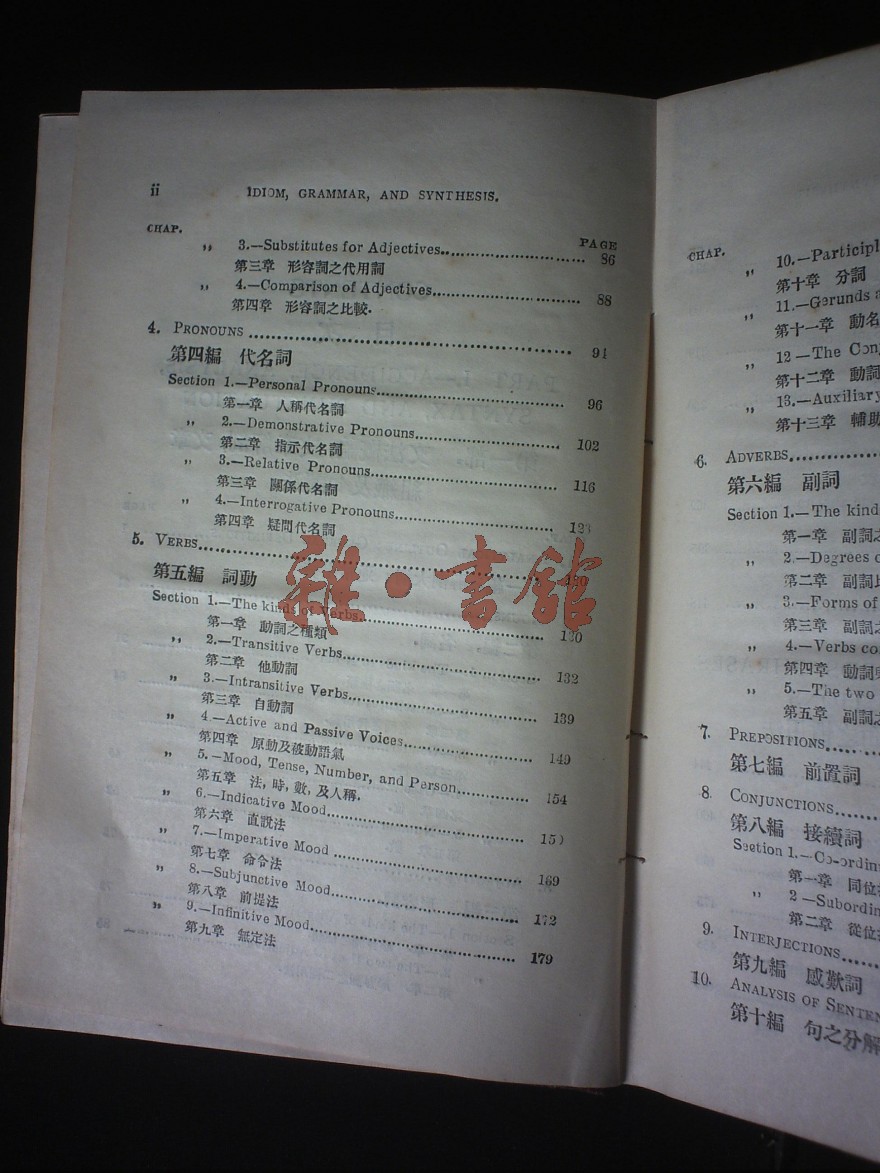 ii IDIOM, GRAMMAR, AND SYNTHESIS.
CHAP. PAGE
,, 3.—Substitutes for Adjectives.......................... 86
第三章 形容詞之代用詞
,, 4.—Comparison of Adjectives.......................... 88
第四章 形容詞之比較.
4. PRONOUNS .......................... 91
第四編 代名詞
Section 1.—Personal Pronouns.......................... 96
第一章 人稱代名詞
,, 2.—Demonstrative Pronouns.......................... 102
第二章 指示代名詞
,, 3.—Relative Pronouns.......................... 116
第三章 關係代名詞
,, 4.—Interrogative Pronouns.......................... 123
第四章 疑問代名詞
5. VERBS..........................
第五編 詞動
Section 1.—The kinds of Verbs.......................... 130
第一章 動詞之種類
,, 2.—Transitive Verbs.......................... 132
第二章 他動詞
,, 3.—Intransitive Verbs.......................... 139
第三章 自動詞
,, 4.—Active and Passive Voices.......................... 149
第四章 原動及被動語氣
,, 5.—Mood, Tense, Number, and Person.......................... 154
第五章 法,時,數,及人稱.
,, 6.—Indicative Mood.......................... 15
第六章 直説法
,, 7.—Imperative Mood .......................... 169
第七章 命令法
,, 8.—Subjunctive Mood.......................... 172
第八章 前提法
,, 9.—Infinitive Mood.......................... 179
第九章 無定法
雜·書館
CHAP.
,, 10.—Participl
第十章 分詞
,, 11.—Gerunds a
第十一章 動名
,, 12—The Con
第十二章 動詞
,, 13.—Auxiliary
第十三章 輔助
6. ADVERBS..........
第六編 副詞
Section 1.—The kind
第一章 副詞之
,, 2.—Degrees o
第二章 副詞比
,, 3.—Forms of
第三章 副詞之
,, 4.—Verbs co
第四章 動詞
,, 5.—The two
第五章 副詞之
7. PREPOSITIONS.....
第七編 前置詞
8. CONJUNCTIONS.....
第八編 接續詞
Section 1.—Co-ordin
第一章 同位
,, 2—Subordin
第二章 從位
9. INTERJECTIONS.....
第九編 感歎詞
10. ANALYSIS OF SENTEN
第十編 句之分解